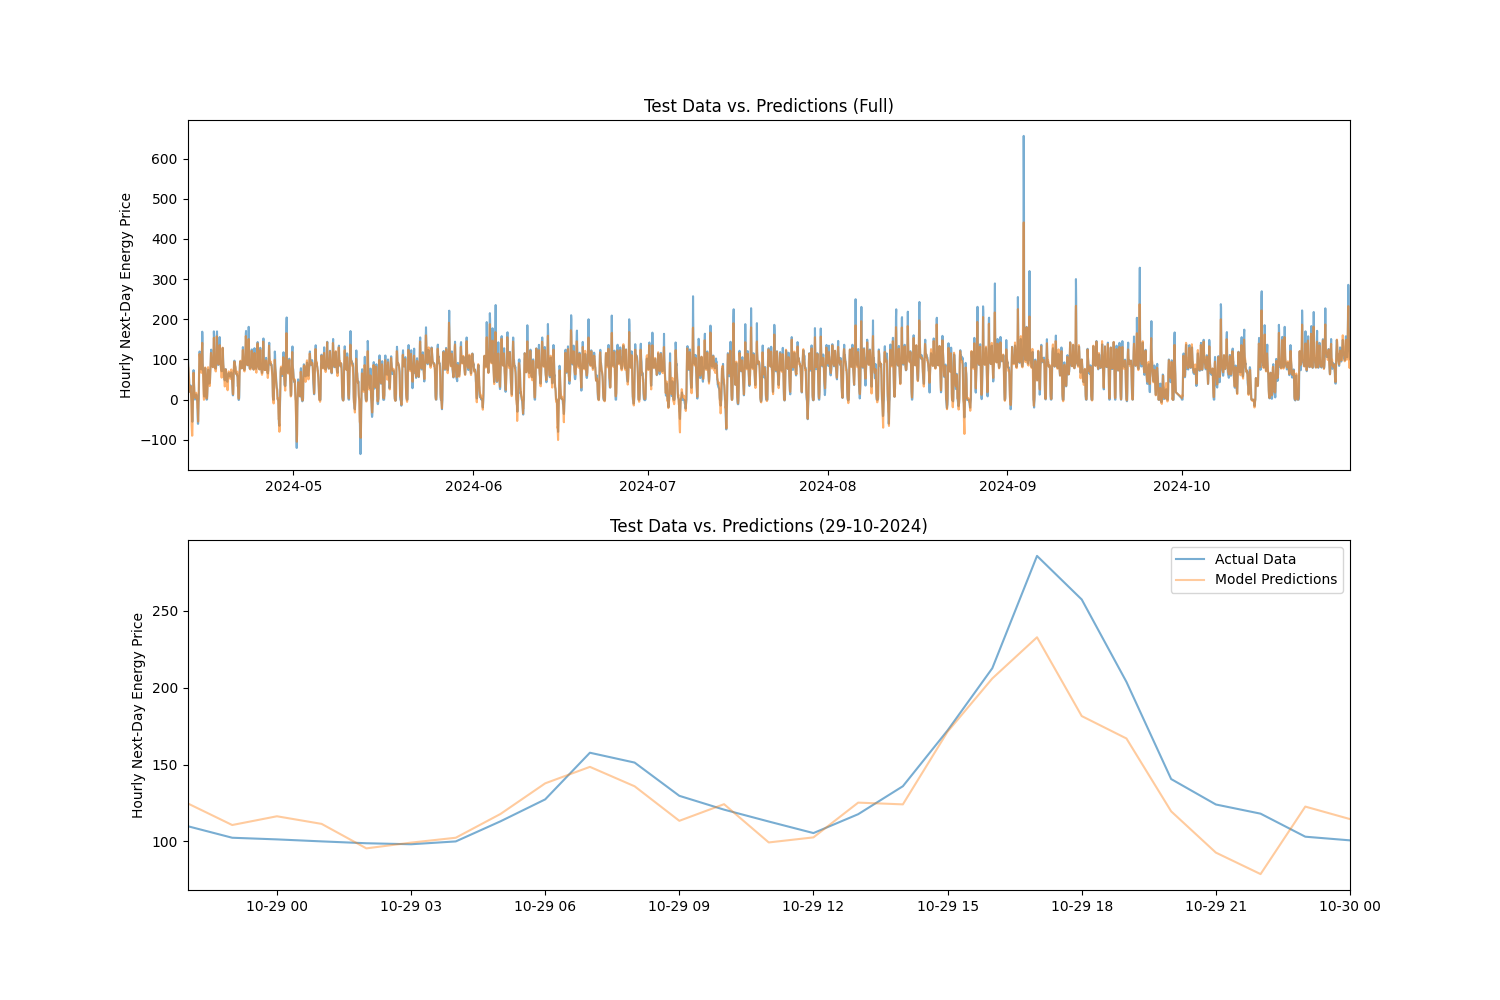 Test Data vs. Predictions (Full)
Hourly Next-Day Energy Price
600
500
400
300
200
100
0
−100
2024-05 2024-06 2024-07 2024-08 2024-09 2024-10
Test Data vs. Predictions (29-10-2024)
Hourly Next-Day Energy Price
Actual Data
Model Predictions
250
200
150
100
10-29 00 10-29 03 10-29 06 10-29 09 10-29 12 10-29 15 10-29 18 10-29 21 10-30 00